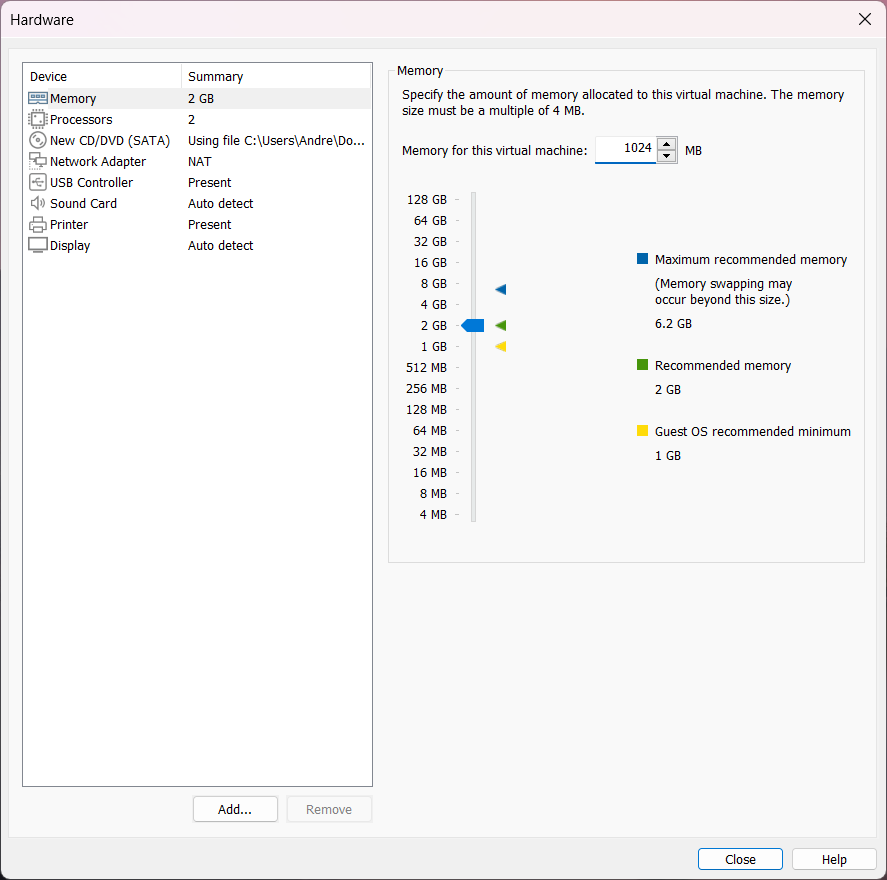 Hardware
Device Summary
Memory 2 GB
Processors 2
New CD/DVD (SATA) Using file C:\Users\Andre\Do...
Network Adapter NAT
USB Controller Present
Sound Card Auto detect
Printer Present
Display Auto detect
Add... Remove
Memory
Specify the amount of memory allocated to this virtual machine. The memory
size must be a multiple of 4 MB.
Memory for this virtual machine: 1024 MB
128 GB
64 GB
32 GB
16 GB
8 GB
4 GB
2 GB
1 GB
512 MB
256 MB
128 MB
64 MB
32 MB
16 MB
8 MB
4 MB
Maximum recommended memory
(Memory swapping may
occur beyond this size.)
6.2 GB
Recommended memory
2 GB
Guest OS recommended minimum
1 GB
Close Help